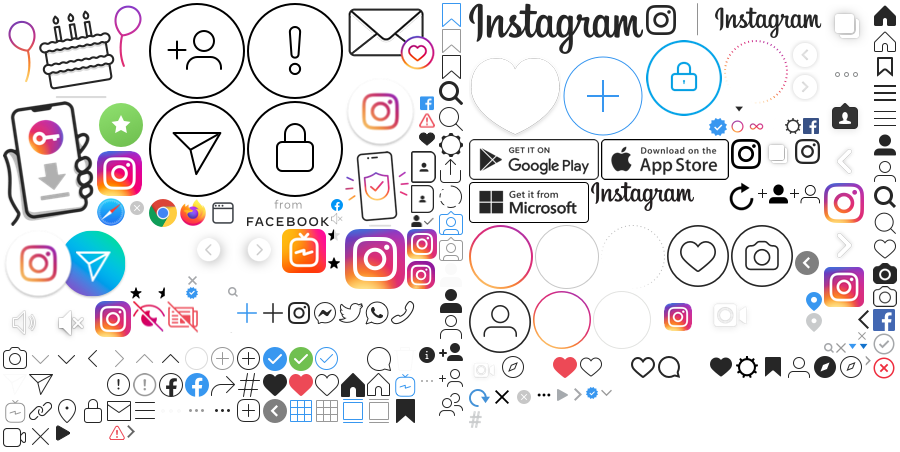 Instagram
Instagram
GET IT ON
Google Play
Download on the
App Store
Get it from
Microsoft
Instagram
from
FACEBOOK